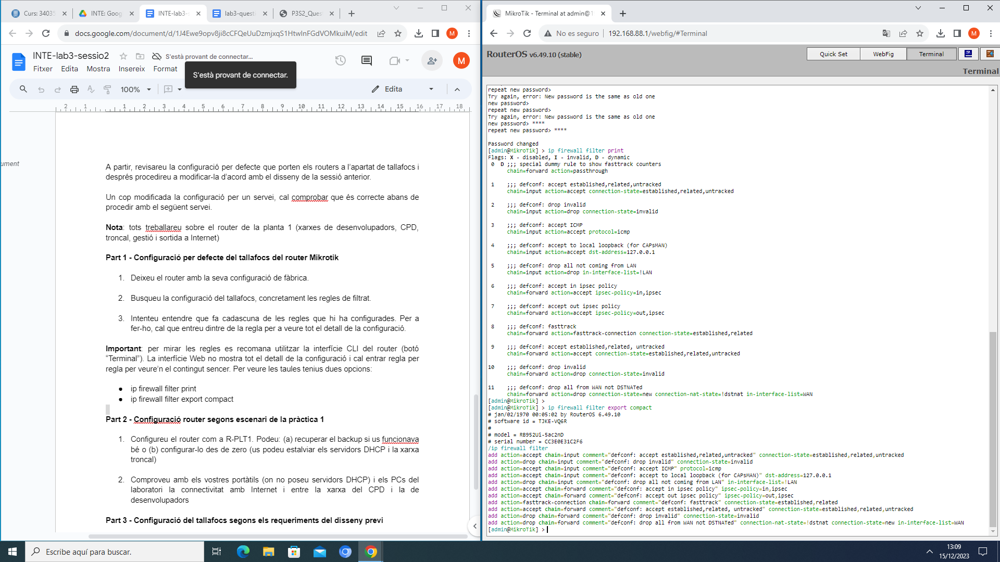 Curs: 34035
INTE: Goog
INTE-lab3-s
lab3-questi
P3S2_Ques
docs.google.com/document/d/1J4Ewe9opv8ji8cCFQeUuDzmjxqS1HtwInFGdVOMkuiM/edit
M
INTE-lab3-sessio2
S'està provant de connectar...
Fitxer Edita Mostra Insereix Format
S'està provant de connectar.
M
100%
Edita
2 1 1 2 3 4 5 6 7 8 9 10 11 12 13 14 15 16 17 18
ument
A partir, revisareu la configuració per defecte que porten els routers a l'apartat de tallafocs i
després procedireu a modificar-la d'acord amb el disseny de la sessió anterior.
Un cop modificada la configuració per un servei, cal comprobar que és correcte abans de
procedir amb el següent servei.
Nota: tots treballareu sobre el router de la planta 1 (xarxes de desenvolupadors, CPD,
troncal, gestió i sortida a Internet)
Part 1 - Configuració per defecte del tallafocs del router Mikrotik
1. Deixeu el router amb la seva configuració de fàbrica.
2. Busqueu la configuració del tallafocs, concretament les regles de filtrat.
3. Intenteu entendre que fa cadascuna de les regles que hi ha configurades. Per a
fer-ho, cal que entreu dintre de la regla per a veure tot el detall de la configuració.
Important: per mirar les regles es recomana utilitzar la interfície CLI del router (botó
“Terminal”). La interfície Web no mostra tot el detall de la configuració i cal entrar regla per
regla per veure'n el contingut sencer. Per veure les taules tenius dues opcions:
● ip firewall filter print
● ip firewall filter export compact
Part 2 - Configuració router segons escenari de la pràctica 1
1. Configureu el router com a R-PLT1. Podeu: (a) recuperar el backup si us funcionava
bé o (b) configurar-lo des de zero (us podeu estalviar els servidors DHCP i la xarxa
troncal)
2. Comproveu amb els vostres portàtils (on no poseu servidors DHCP) i els PCs del
laboratori la connectivitat amb Internet i entre la xarxa del CPD i la de
desenvolupadors
Part 3 - Configuració del tallafocs segons els requeriments del disseny previ
MikroTik - Terminal at admin@1
No es seguro | 192.168.88.1/webfig/#Terminal
M
RouterOS v6.49.10 (stable)
Quick Set
WebFig
Terminal
Terminal
repeat new password>
Try again, error: New password is the same as old one
new password>
repeat new password>
Try again, error: New password is the same as old one
new password> ****
repeat new password> ****
Password changed
[admin@MikroTik] > ip firewall filter print
Flags: X - disabled, I - invalid, D - dynamic
0 D ;;; special dummy rule to show fasttrack counters
chain=forward action=passthrough
1 ;;; defconf: accept established,related,untracked
chain=input action=accept connection-state=established,related,untracked
2 ;;; defconf: drop invalid
chain=input action=drop connection-state=invalid
3 ;;; defconf: accept ICMP
chain=input action=accept protocol=icmp
4 ;;; defconf: accept to local loopback (for CAPsMAN)
chain=input action=accept dst-address=127.0.0.1
5 ;;; defconf: drop all not coming from LAN
chain=input action=drop in-interface-list=!LAN
6 ;;; defconf: accept in ipsec policy
chain=forward action=accept ipsec-policy=in,ipsec
7 ;;; defconf: accept out ipsec policy
chain=forward action=accept ipsec-policy=out,ipsec
8 ;;; defconf: fasttrack
chain=forward action=fasttrack-connection connection-state=established,related
9 ;;; defconf: accept established,related, untracked
chain=forward action=accept connection-state=established,related,untracked
10 ;;; defconf: drop invalid
chain=forward action=drop connection-state=invalid
11 ;;; defconf: drop all from WAN not DSTNATed
chain=forward action=drop connection-state=new connection-nat-state=!dstnat in-interface-list=WAN
[admin@MikroTik] >
[admin@MikroTik] > ip firewall filter export compact
# jan/02/1970 00:05:02 by RouterOS 6.49.10
# software id = TJKE-VQ6R
#
# model = RB952Ui-5ac2nD
# serial number = CC3E0E31C2F6
/ip firewall filter
add action=accept chain=input comment="defconf: accept established,related,untracked" connection-state=established,related,untracked
add action=drop chain=input comment="defconf: drop invalid" connection-state=invalid
add action=accept chain=input comment="defconf: accept ICMP" protocol=icmp
add action=accept chain=input comment="defconf: accept to local loopback (for CAPsMAN)" dst-address=127.0.0.1
add action=drop chain=input comment="defconf: drop all not coming from LAN" in-interface-list=!LAN
add action=accept chain=forward comment="defconf: accept in ipsec policy" ipsec-policy=in,ipsec
add action=accept chain=forward comment="defconf: accept out ipsec policy" ipsec-policy=out,ipsec
add action=fasttrack-connection chain=forward comment="defconf: fasttrack" connection-state=established,related
add action=accept chain=forward comment="defconf: accept established,related, untracked" connection-state=established,related,untracked
add action=drop chain=forward comment="defconf: drop invalid" connection-state=invalid
add action=drop chain=forward comment="defconf: drop all from WAN not DSTNATed" connection-nat-state=!dstnat connection-state=new in-interface-list=WAN
[admin@MikroTik] >
Escribe aquí para buscar.
13:09
15/12/2023